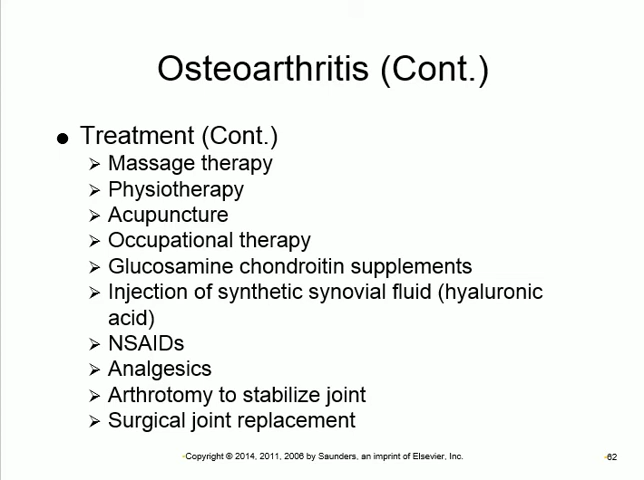 Osteoarthritis (Cont.)
● Treatment (Cont.)
➢ Massage therapy
➢ Physiotherapy
➢ Acupuncture
➢ Occupational therapy
➢ Glucosamine chondroitin supplements
➢ Injection of synthetic synovial fluid (hyaluronic
acid)
➢ NSAIDs
➢ Analgesics
➢ Arthrotomy to stabilize joint
➢ Surgical joint replacement
Copyright © 2014, 2011, 2006 by Saunders, an imprint of Elsevier, Inc.
62